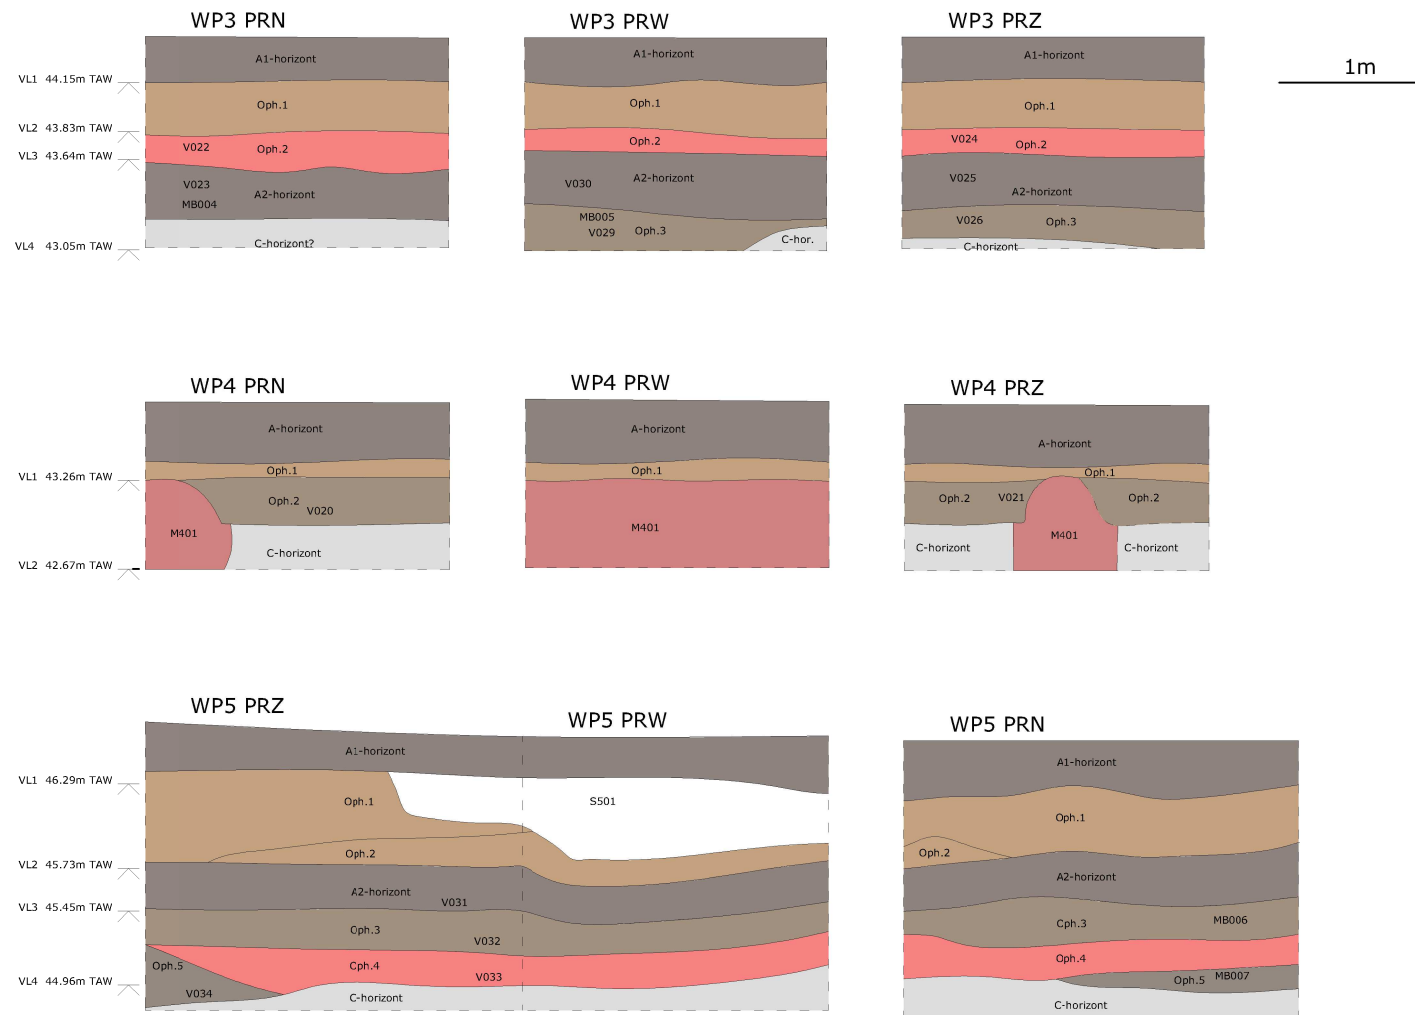 WP3 PRN
WP3 PRW
WP3 PRZ
1m
A1-horizont
A1-horizont
A1-horizont
VL1 44.15m TAW
Oph.1
Oph.1
Oph.1
VL2 43.83m TAW
V022
Oph.2
Oph.2
V024
Oph.2
VL3 43.64m TAW
V023
A2-horizont
MB004
V030
A2-horizont
V025
A2-horizont
MB005
V029
Oph.3
V026
Oph.3
VL4 43.05m TAW
C-horizont?
C-hor.
C-horizont
WP4 PRN
WP4 PRW
WP4 PRZ
A-horizont
A-horizont
A-horizont
Oph.1
Oph.1
Oph.1
VL1 43.26m TAW
Oph.2
V020
Oph.2
V021
Oph.2
M401
M401
M401
C-horizont
C-horizont
C-horizont
VL2 42.67m TAW
WP5 PRZ
WP5 PRW
WP5 PRN
A1-horizont
A1-horizont
VL1 46.29m TAW
Oph.1
S501
Oph.1
Oph.2
Oph.2
VL2 45.73m TAW
A2-horizont
V031
A2-horizont
VL3 45.45m TAW
Oph.3
V032
Cph.3
MB006
Oph.5
Cph.4
V033
Oph.4
VL4 44.96m TAW
V034
Oph.5
MB007
C-horizont
C-horizont